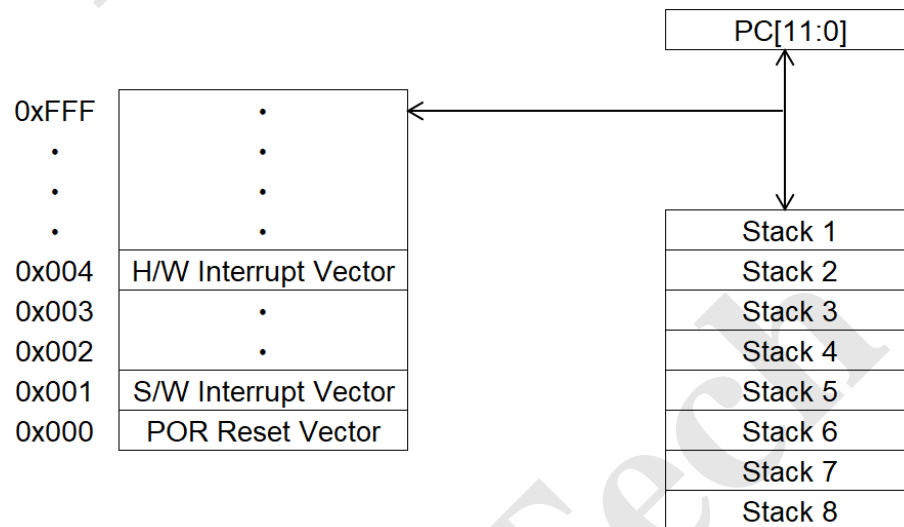 PC[11:0]
0xFFF •
• •
• •
• •
0x004 H/W Interrupt Vector
0x003 •
0x002 •
0x001 S/W Interrupt Vector
0x000 POR Reset Vector
Stack 1
Stack 2
Stack 3
Stack 4
Stack 5
Stack 6
Stack 7
Stack 8
Tech